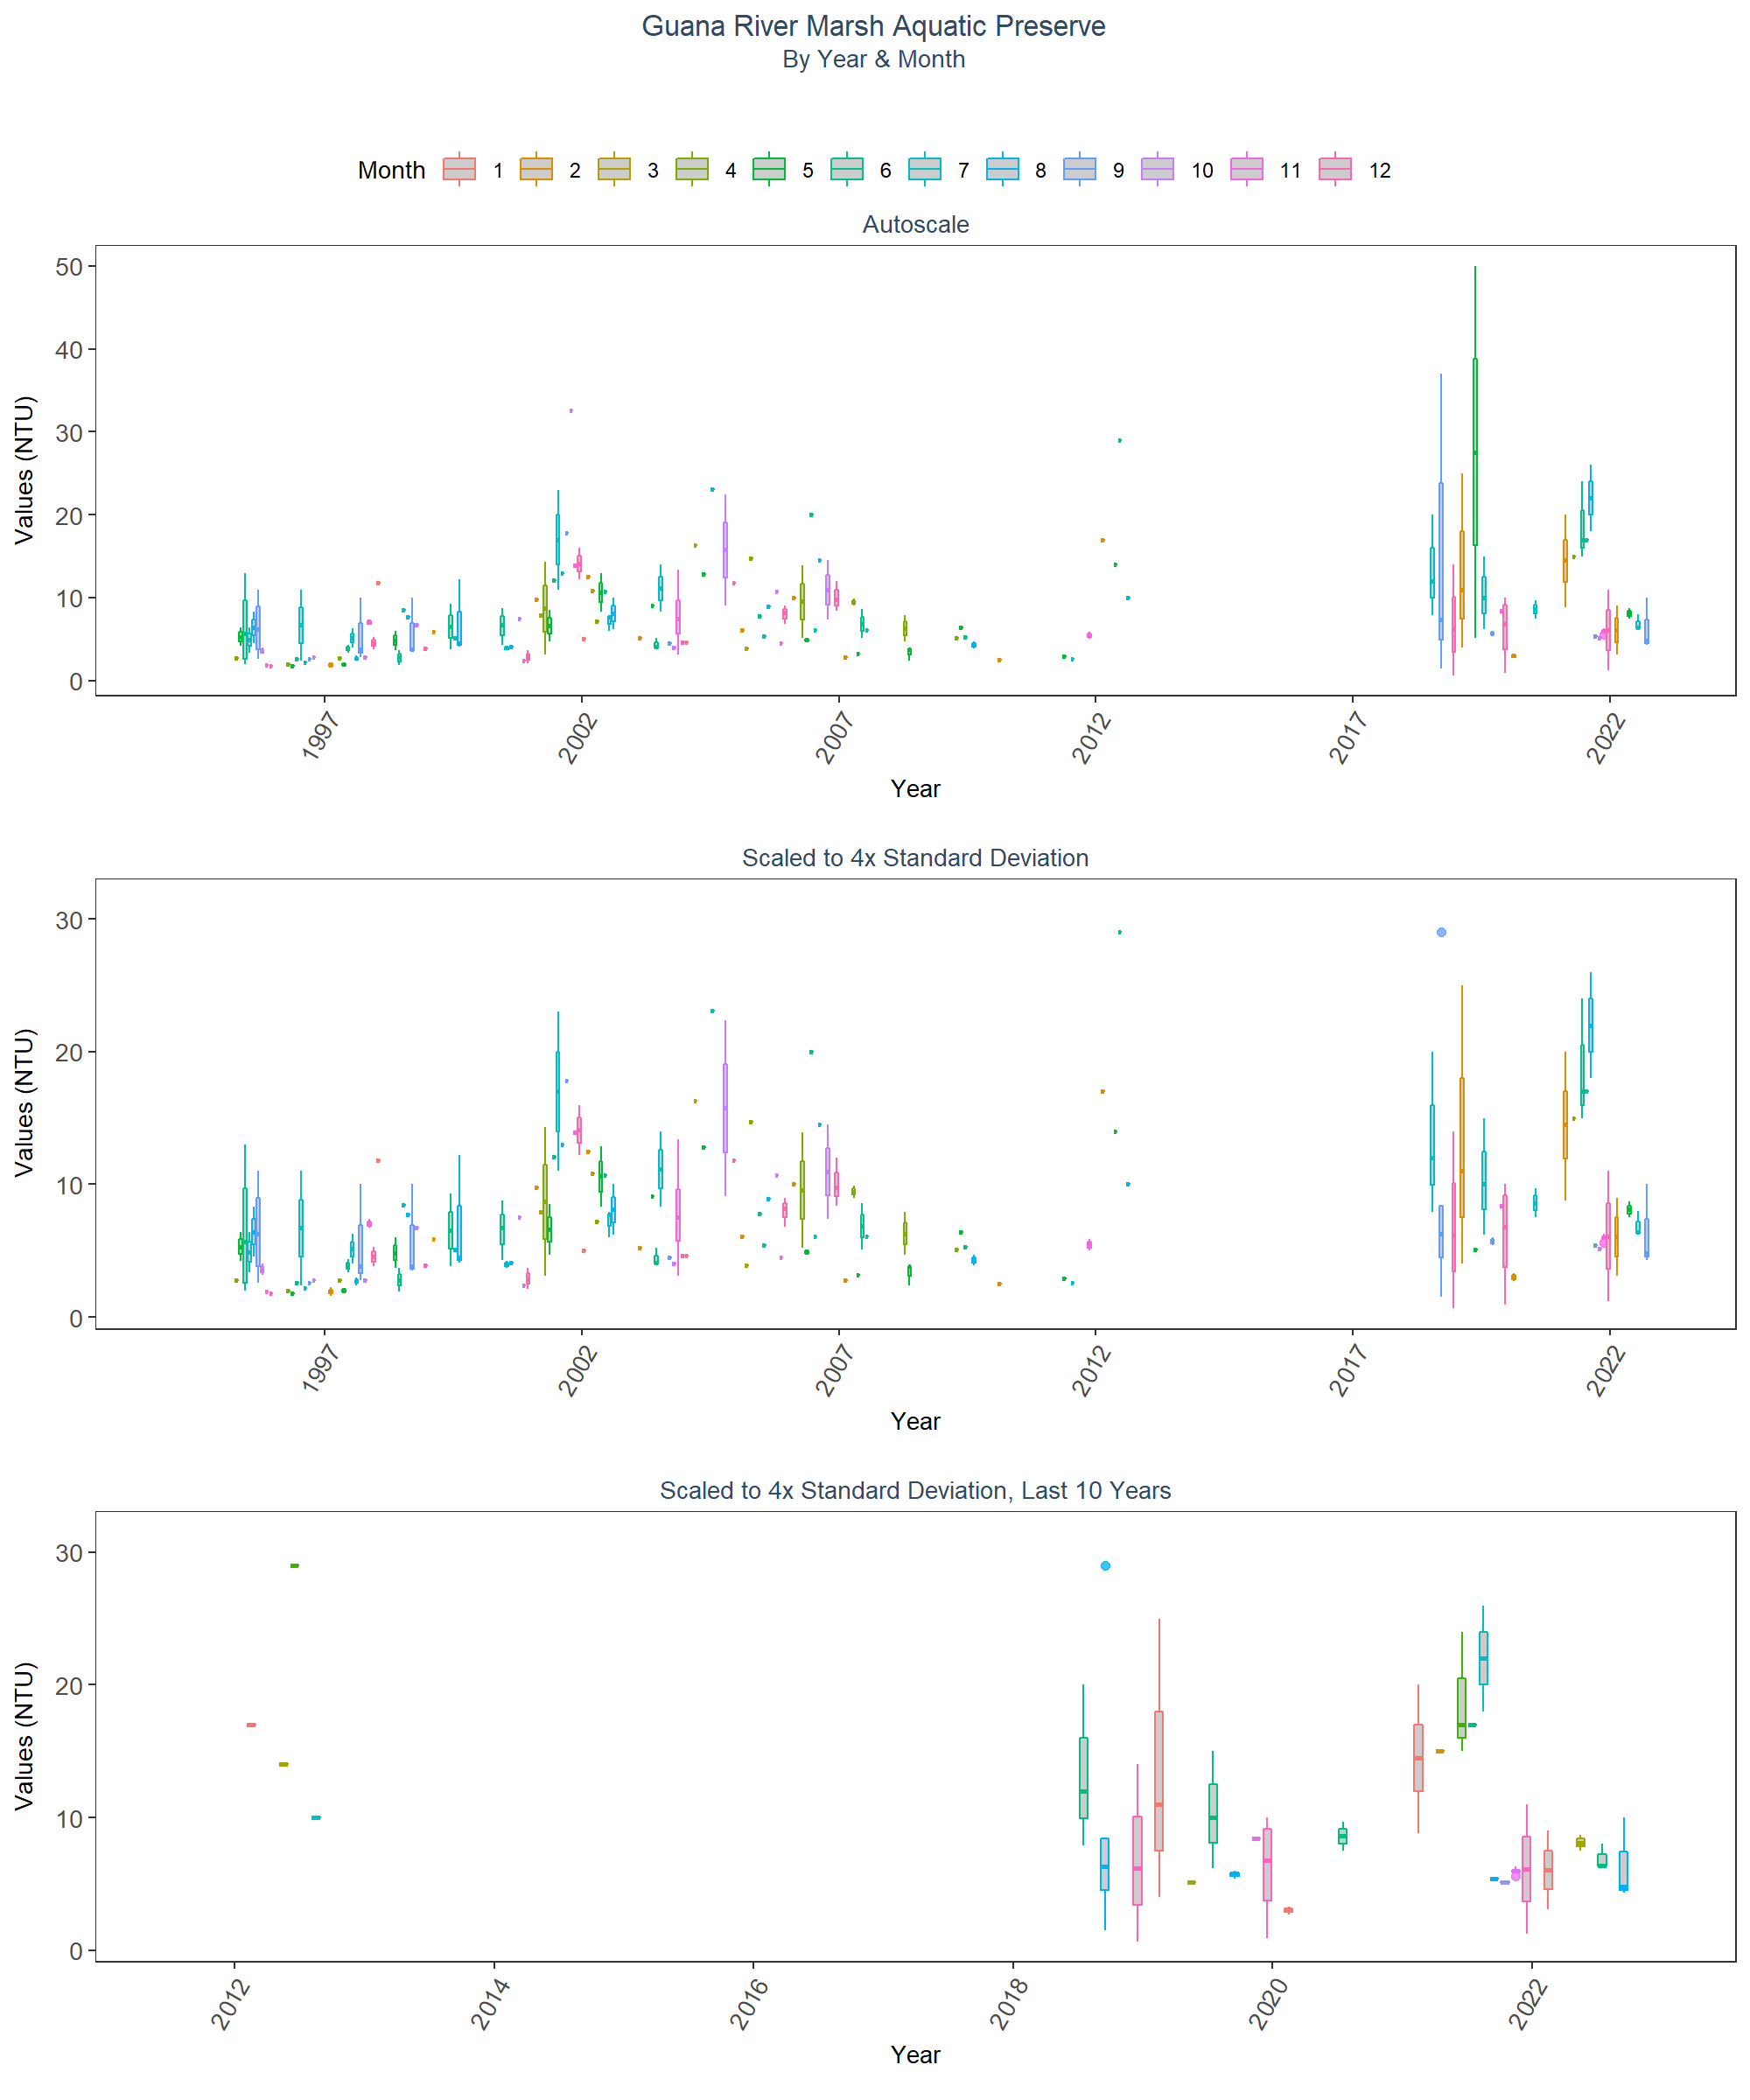 Guana River Marsh Aquatic Preserve
By Year & Month
Month 1 2 3 4 5 6 7 8 9 10 11 12
Autoscale
50
40
30
20
10
0
Values (NTU)
1997 2002 2007 2012 2017 2022
Year
Scaled to 4x Standard Deviation
30
20
10
0
Values (NTU)
1997 2002 2007 2012 2017 2022
Year
Scaled to 4x Standard Deviation, Last 10 Years
30
20
10
0
Values (NTU)
2012 2014 2016 2018 2020 2022
Year